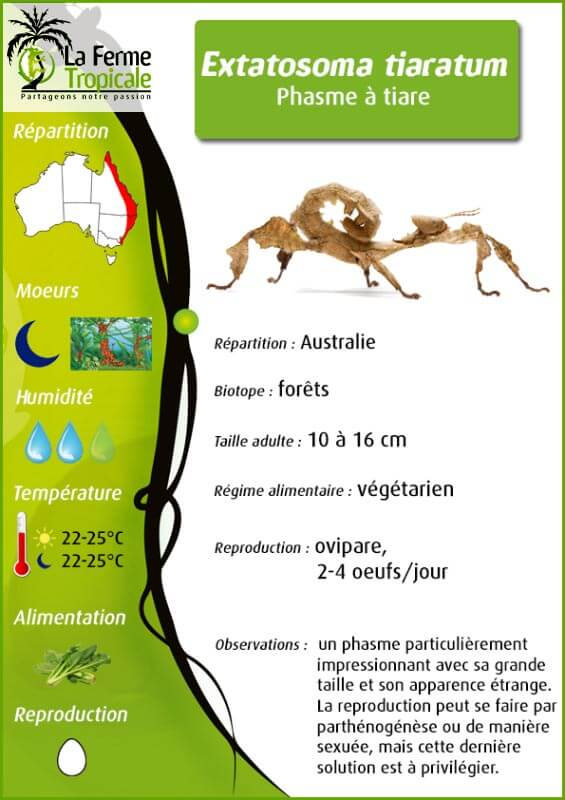 La Ferme
Tropicale
Partageons notre passion
Extatosoma tiaratum
Phasme à tiare
Répartition
Moeurs
Humidité
Température
22-25°C
22-25°C
Alimentation
Reproduction
Répartition : Australie
Biotope : forêts
Taille adulte : 10 à 16 cm
Régime alimentaire : végétarien
Reproduction : ovipare,
2-4 oeufs/jour
Observations : un phasme particulièrement
impressionnant avec sa grande
taille et son apparence étrange.
La reproduction peut se faire par
parthénogénèse ou de manière
sexuée, mais cette dernière
solution est à privilégier.